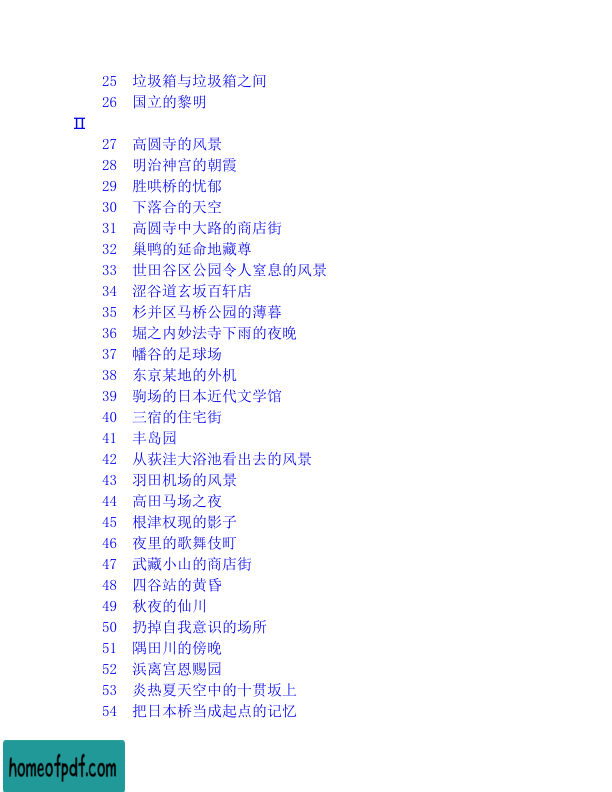 25 垃圾箱与垃圾箱之间
26 国立的黎明
Ⅱ
27 高圆寺的风景
28 明治神宫的朝霞
29 胜哄桥的忧郁
30 下落合的天空
31 高圆寺中大路的商店街
32 巢鸭的延命地藏尊
33 世田谷区公园令人窒息的风景
34 涩谷道玄坂百轩店
35 杉并区马桥公园的薄暮
36 堀之内妙法寺下雨的夜晚
37 幡谷的足球场
38 东京某地的外机
39 驹场的日本近代文学馆
40 三宿的住宅街
41 丰岛园
42 从荻洼大浴池看出去的风景
43 羽田机场的风景
44 高田马场之夜
45 根津权现的影子
46 夜里的歌舞伎町
47 武藏小山的商店街
48 四谷站的黄昏
49 秋夜的仙川
50 扔掉自我意识的场所
51 隅田川的傍晚
52 浜离宫恩赐园
53 炎热夏天空中的十贯坂上
54 把日本桥当成起点的记忆
homeofpdf.com